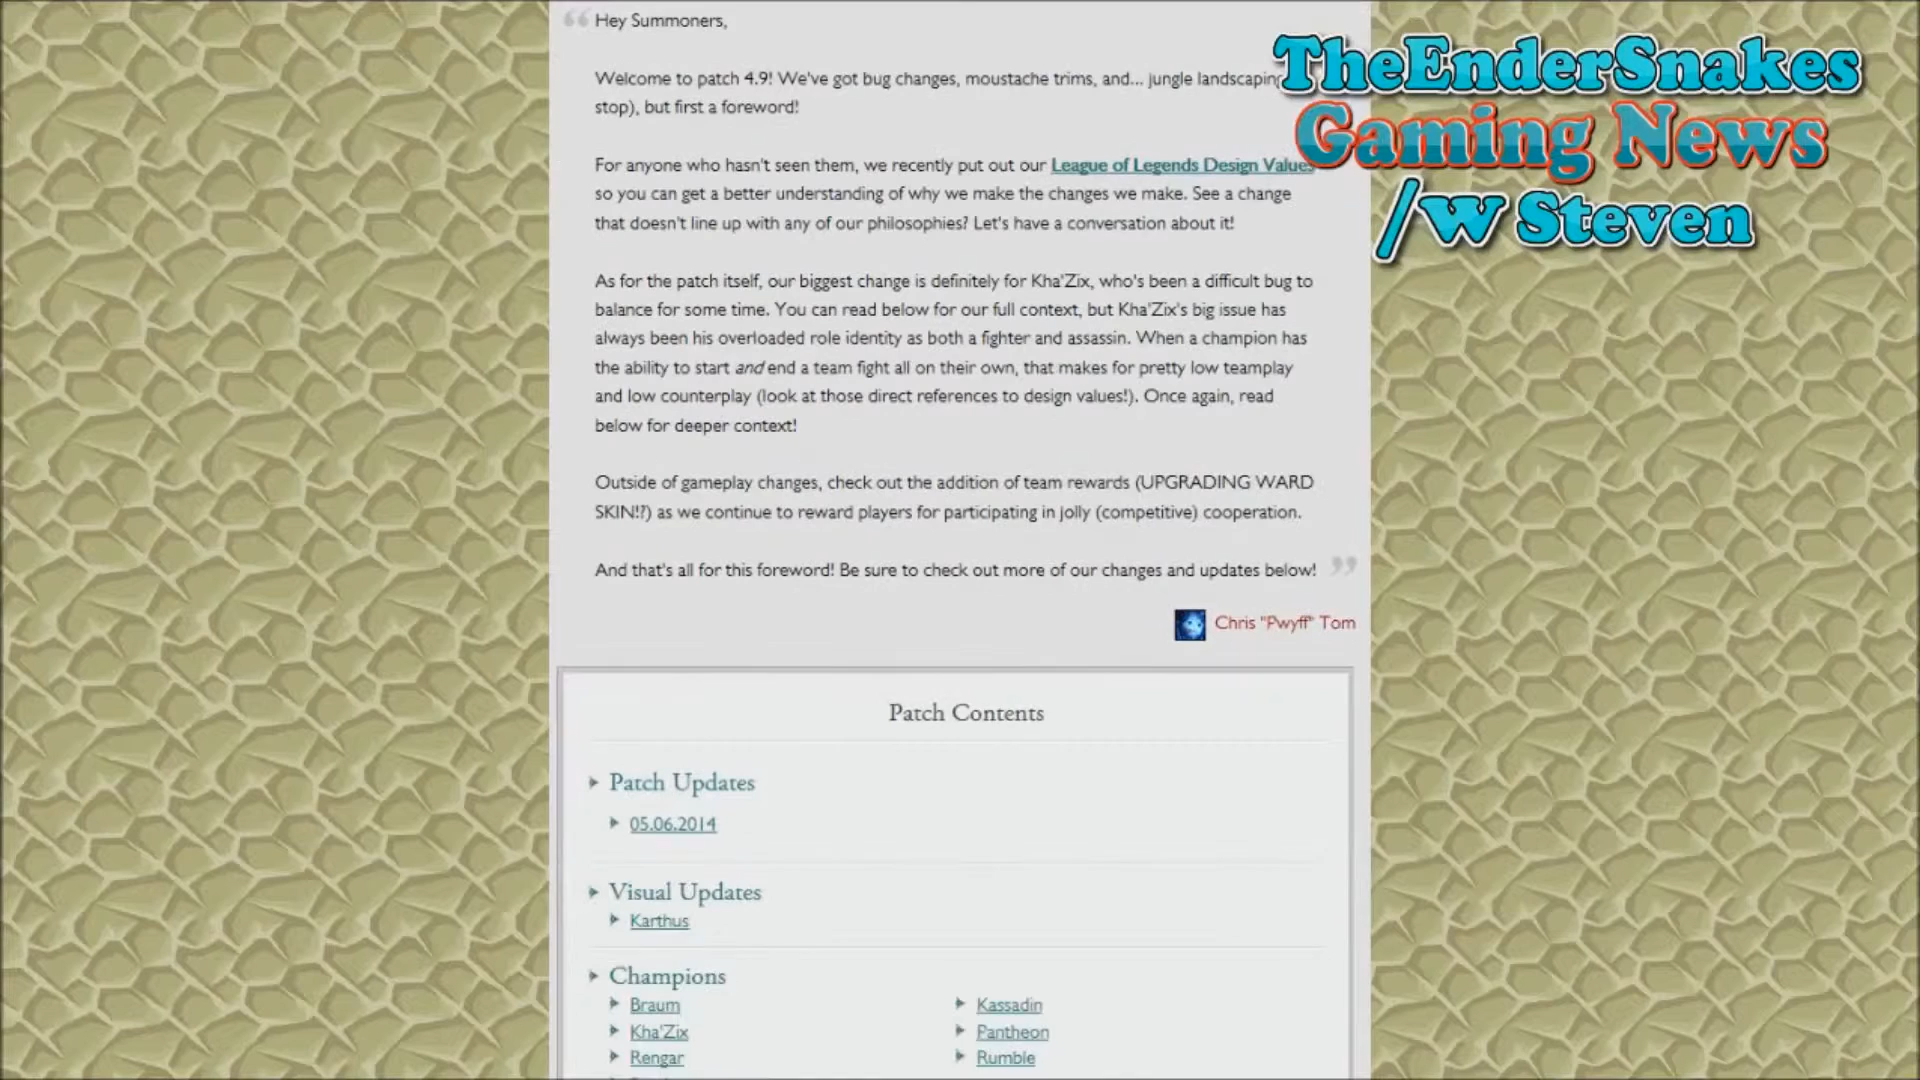 Hey Summoners,
Welcome to patch 4.9! We've got bug changes, moustache trims, and... jungle landscaping
stop), but first a foreword!
For anyone who hasn't seen them, we recently put out our League of Legends Design Values
so you can get a better understanding of why we make the changes we make. See a change
that doesn't line up with any of our philosophies? Let's have a conversation about it!
As for the patch itself, our biggest change is definitely for Kha'Zix, who's been a difficult bug to
balance for some time. You can read below for our full context, but Kha'Zix's big issue has
always been his overloaded role identity as both a fighter and assassin. When a champion has
the ability to start and end a team fight all on their own, that makes for pretty low teamplay
and low counterplay (look at those direct references to design values!). Once again, read
below for deeper context!
Outside of gameplay changes, check out the addition of team rewards (UPGRADING WARD
SKIN!?) as we continue to reward players for participating in jolly (competitive) cooperation.
And that's all for this foreword! Be sure to check out more of our changes and updates below!
Chris "Pwyff" Tom
TheEnderSnakes
Gaming News
/w Steven
Patch Contents
Patch Updates
05.06.2014
Visual Updates
Karthus
Champions
Braum
Kha'Zix
Rengar
Kassadin
Pantheon
Rumble